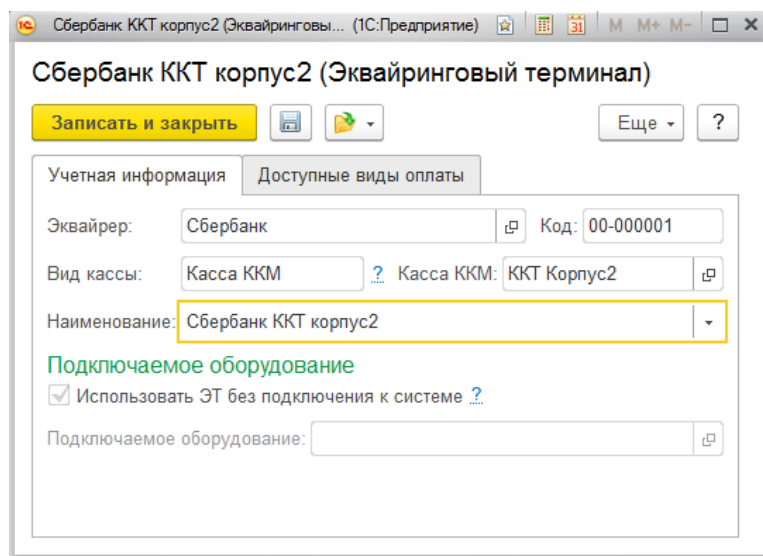 1С Сбербанк ККТ корпус2 (Эквайринговы... (1С:Предприятие) 31 M M+ M-
Сбербанк ККТ корпус2 (Эквайринговый терминал)
Записать и закрыть Еще ?
Учетная информация Доступные виды оплаты
Эквайрер: Сбербанк Код: 00-000001
Вид кассы: Касса ККМ ? Касса ККМ: ККТ Корпус2
Наименование: Сбербанк ККТ корпус2
Подключаемое оборудование
Использовать ЭТ без подключения к системе ?
Подключаемое оборудование: